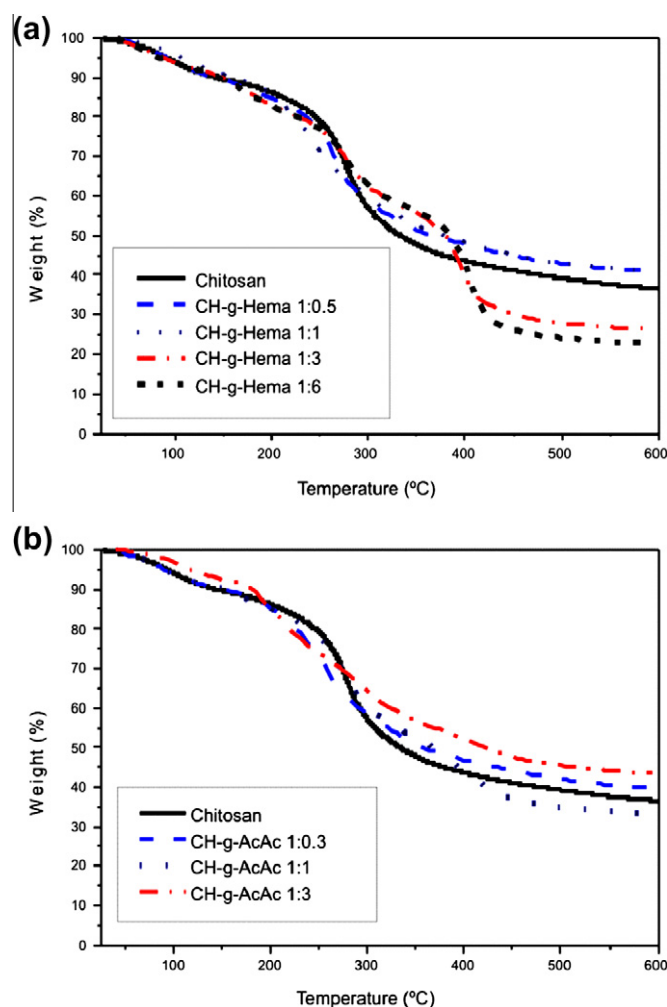 (a)
100
90
80
70
60
50
40
30
20
10
0
Weight (%)
Chitosan
CH-g-Hema 1:0.5
CH-g-Hema 1:1
CH-g-Hema 1:3
CH-g-Hema 1:6
100 200 300 400 500 600
Temperature (ºC)
(b)
100
90
80
70
60
50
40
30
20
10
0
Weight (%)
Chitosan
CH-g-AcAc 1:0.3
CH-g-AcAc 1:1
CH-g-AcAc 1:3
100 200 300 400 500 600
Temperature (ºC)